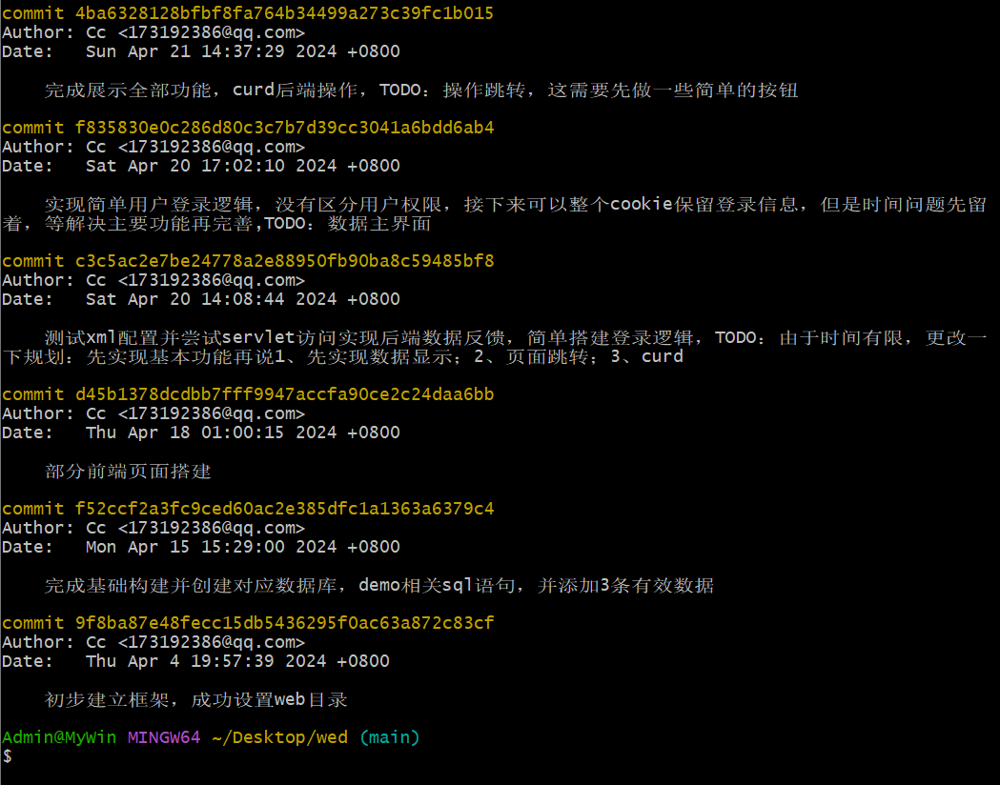 commit 4ba6328128bfbf8fa764b34499a273c39fc1b015
Author: Cc <173192386@qq.com>
Date:   Sun Apr 21 14:37:29 2024 +0800
完成展示全部功能，curd后端操作，TODO：操作跳转，这需要先做一些简单的按钮
commit f835830e0c286d80c3c7b7d39cc3041a6bdd6ab4
Author: Cc <173192386@qq.com>
Date:   Sat Apr 20 17:02:10 2024 +0800
实现简单用户登录逻辑，没有区分用户权限，接下来可以整个cookie保留登录信息，但是时间问题先留
着，等解决主要功能再完善,TODO：数据主界面
commit c3c5ac2e7be24778a2e88950fb90ba8c59485bf8
Author: Cc <173192386@qq.com>
Date:   Sat Apr 20 14:08:44 2024 +0800
测试xml配置并尝试servlet访问实现后端数据反馈，简单搭建登录逻辑，TODO：由于时间有限，更改一
下规划：先实现基本功能再说1、先实现数据显示；2、页面跳转；3、curd
commit d45b1378dcdbb7fff9947accfa90ce2c24daa6bb
Author: Cc <173192386@qq.com>
Date:   Thu Apr 18 01:00:15 2024 +0800
部分前端页面搭建
commit f52ccf2a3fc9ced60ac2e385dfc1a1363a6379c4
Author: Cc <173192386@qq.com>
Date:   Mon Apr 15 15:29:00 2024 +0800
完成基础构建并创建对应数据库，demo相关sql语句，并添加3条有效数据
commit 9f8ba87e48fecc15db5436295f0ac63a872c83cf
Author: Cc <173192386@qq.com>
Date:   Thu Apr 4 19:57:39 2024 +0800
初步建立框架，成功设置web目录
Admin@MyWin MINGW64 ~/Desktop/wed (main)
$